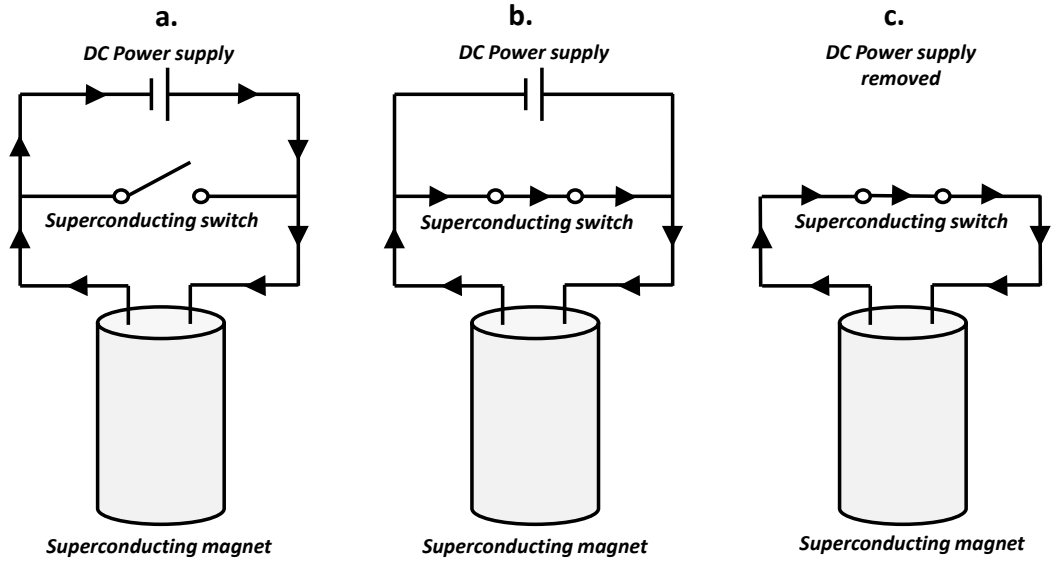 a.
DC Power supply
Superconducting switch
Superconducting magnet
b.
DC Power supply
Superconducting switch
Superconducting magnet
c.
DC Power supply
removed
Superconducting switch
Superconducting magnet